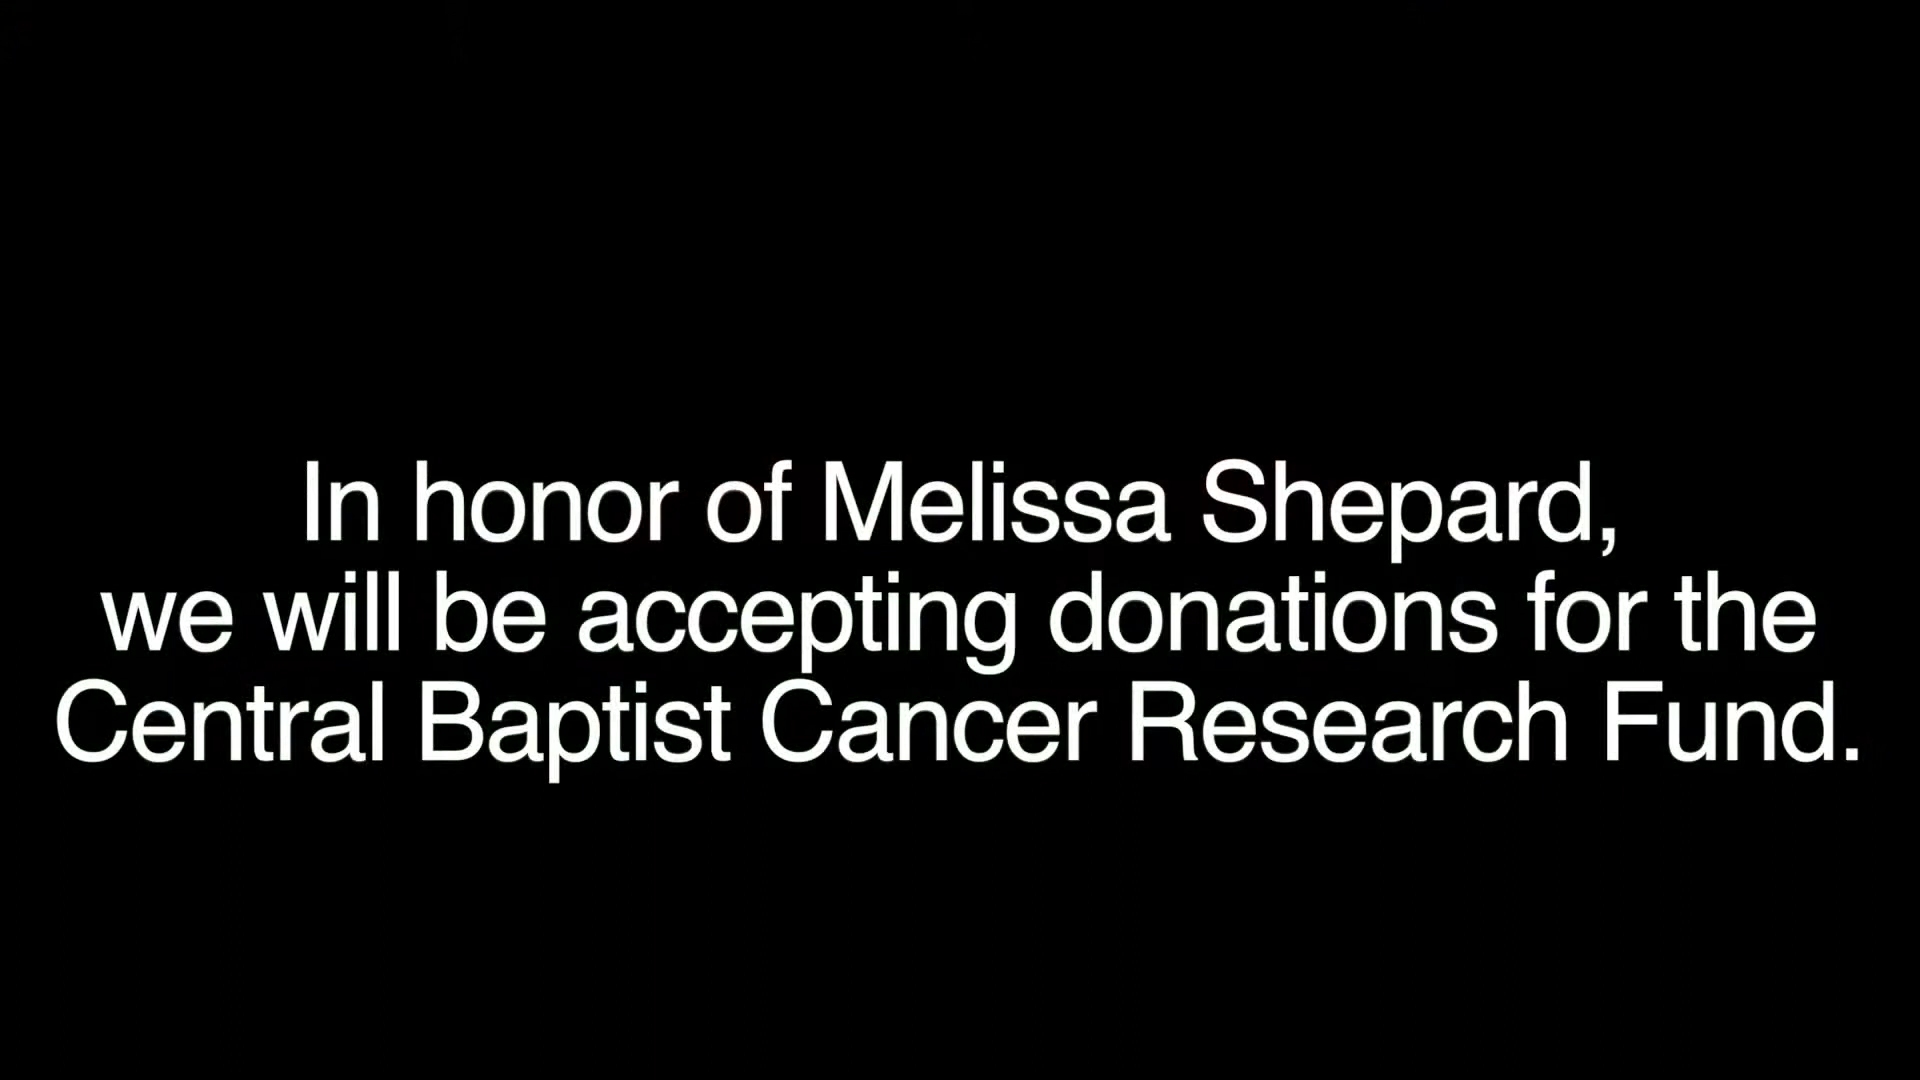 In honor of Melissa Shepard,
we will be accepting donations for the
Central Baptist Cancer Research Fund.